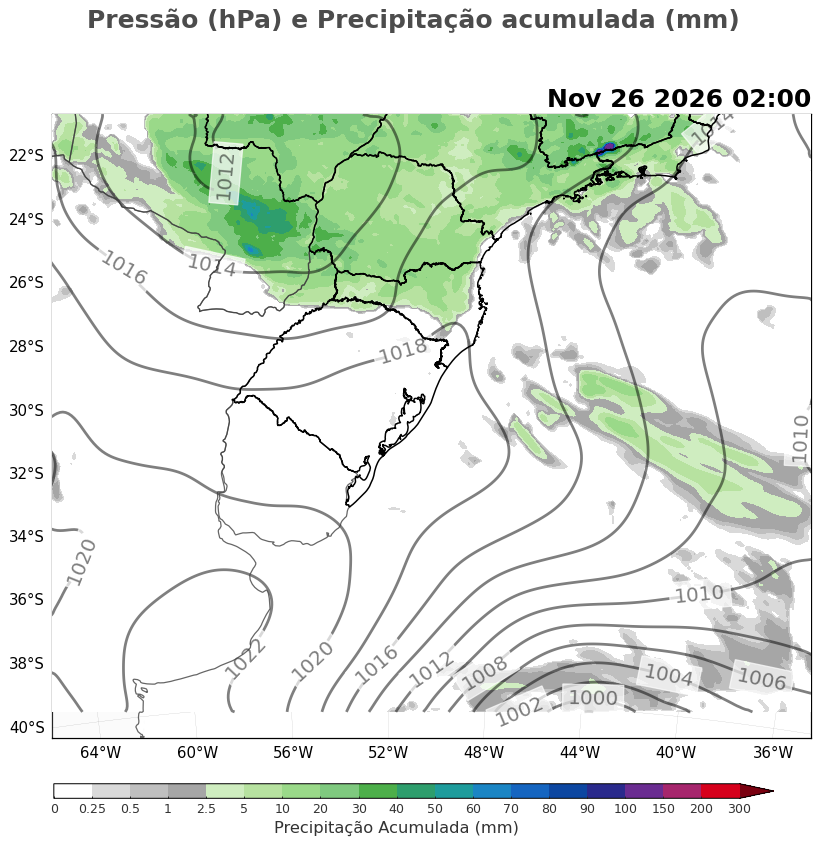 Pressão (hPa) e Precipitação acumulada (mm)
Nov 26 2026 02:00
1014
22°S
1012
24°S
1016
1014
26°S
28°S
1018
30°S
1010
32°S
34°S
1020
36°S
1010
38°S
1022
1020
1016
1012
1008
1004
1006
1002
1000
40°S
64°W 60°W 56°W 52°W 48°W 44°W 40°W 36°W
0 0.25 0.5 1 2.5 5 10 20 30 40 50 60 70 80 90 100 150 200 300
Precipitação Acumulada (mm)